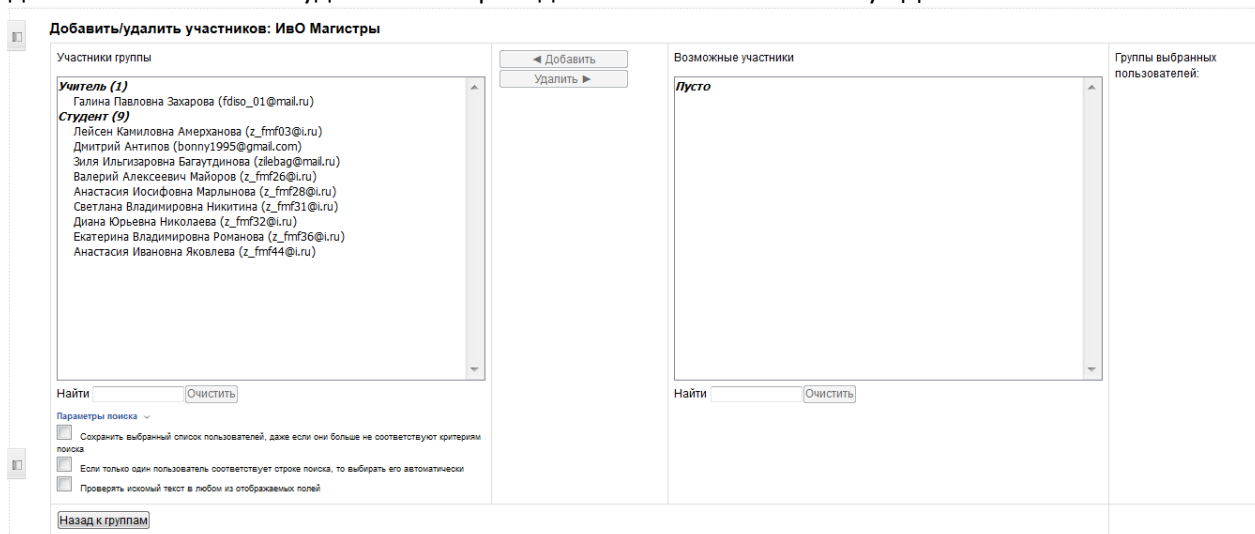 Добавить/удалить участников: ИвО Магистры
Участники группы
Учитель (1)
Галина Павловна Захарова (fdiso_01@mail.ru)
Студент (9)
Лейсен Камиловна Амерханова (z_fmf03@i.ru)
Дмитрий Антипов (bonny1995@gmail.com)
Зиля Ильгизаровна Багаутдинова (zilebag@mail.ru)
Валерий Алексеевич Майоров (z_fmf26@i.ru)
Анастасия Иосифовна Марлынова (z_fmf28@i.ru)
Светлана Владимировна Никитина (z_fmf31@i.ru)
Диана Юрьевна Николаева (z_fmf32@i.ru)
Екатерина Владимировна Романова (z_fmf36@i.ru)
Анастасия Ивановна Яковлева (z_fmf44@i.ru)
Найти Очистить
Параметры поиска
Сохранить выбранный список пользователей, даже если они больше не соответствуют критериям
поиска
Если только один пользователь соответствует строке поиска, то выбирать его автоматически
Проверять искомый текст в любом из отображаемых полей
Назад к группам
◄ Добавить
Удалить ►
Возможные участники
Пусто
Найти Очистить
Группы выбранных
пользователей: